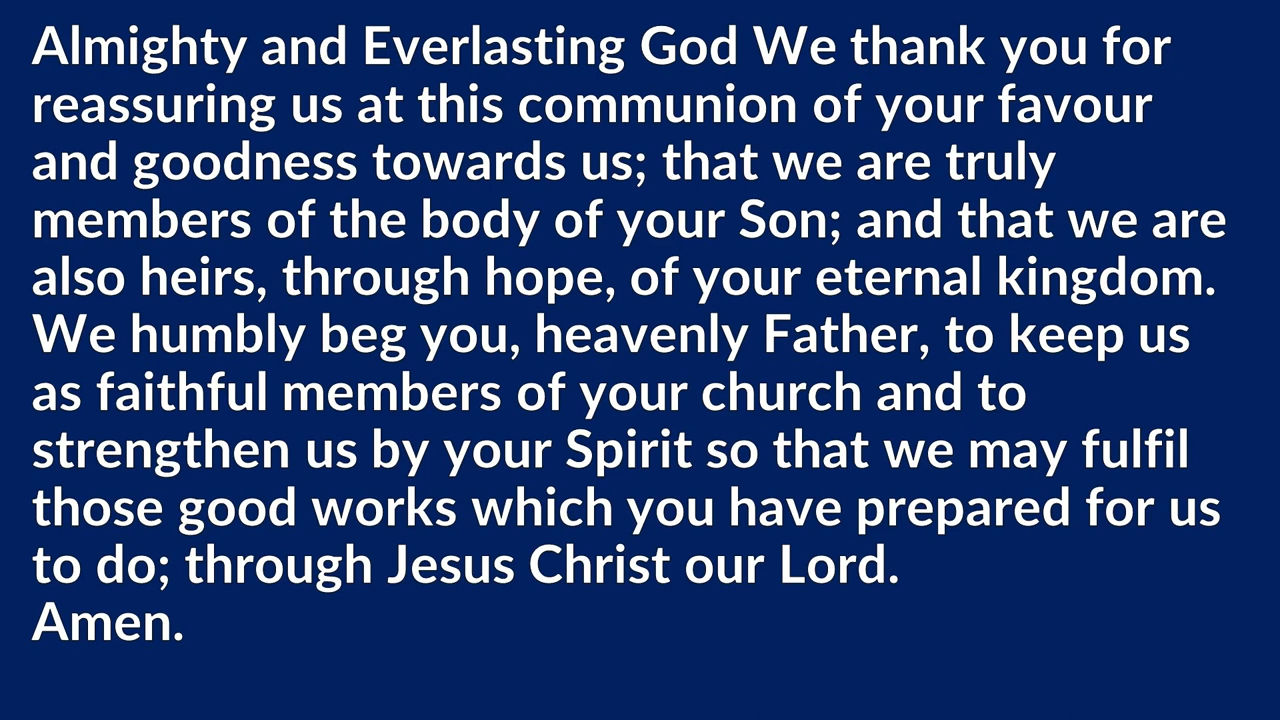 Almighty and Everlasting God We thank you for
reassuring us at this communion of your favour
and goodness towards us; that we are truly
members of the body of your Son; and that we are
also heirs, through hope, of your eternal kingdom.
We humbly beg you, heavenly Father, to keep us
as faithful members of your church and to
strengthen us by your Spirit so that we may fulfil
those good works which you have prepared for us
to do; through Jesus Christ our Lord.
Amen.